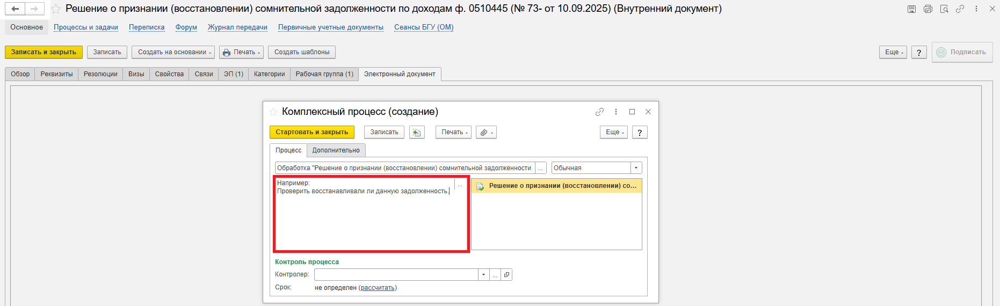 Решение о признании (восстановлении) сомнительной задолженности по доходам ф. 0510445 (№ 73- от 10.09.2025) (Внутренний документ)
Основное Процессы и задачи Переписка Форум Журнал передачи Первичные учетные документы Сеансы БГУ (ОМ)
Записать и закрыть Записать Создать на основании Печать Создать шаблоны Еще ? Подписать
Обзор Реквизиты Резолюции Визы Свойства Связи ЭП (1) Категории Рабочая группа (1) Электронный документ
Комплексный процесс (создание)
Стартовать и закрыть Записать Печать Еще ?
Процесс Дополнительно
Обработка "Решение о признании (восстановлении) сомнительной задолженности ... Обычная
Например: ...
Проверить восстанавливали ли данную задолженность.
Решение о признании (восстановлении) со...
Контроль процесса
Контролер: ...
Срок: не определен (рассчитать)